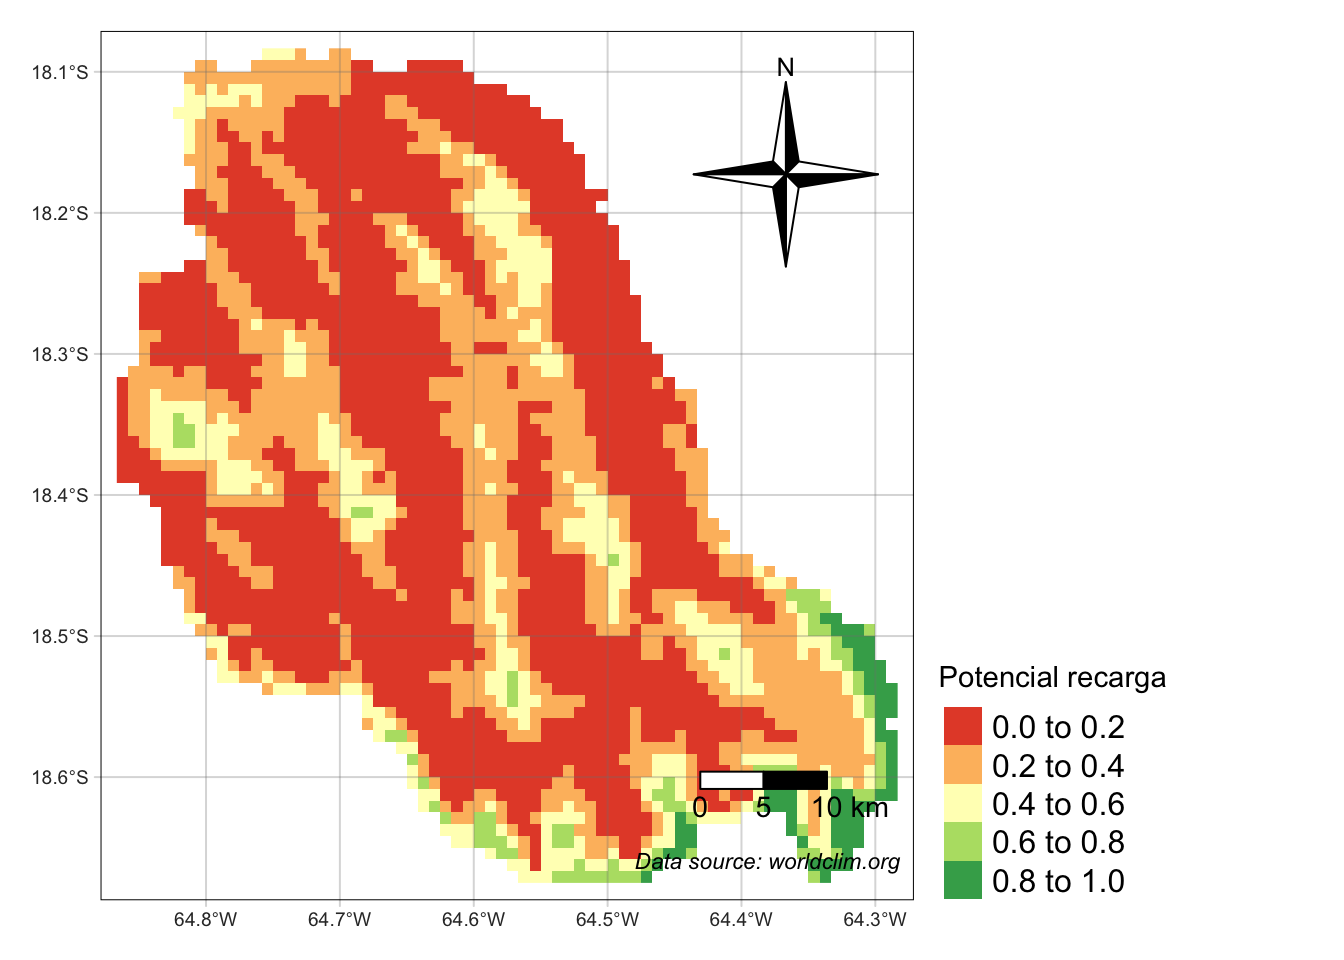 N
18.1°S
18.2°S
18.3°S
18.4°S
18.5°S
18.6°S
64.8°W
64.7°W
64.6°W
64.5°W
64.4°W
64.3°W
0 5 10 km
Data source: worldclim.org
Potencial recarga
0.0 to 0.2
0.2 to 0.4
0.4 to 0.6
0.6 to 0.8
0.8 to 1.0